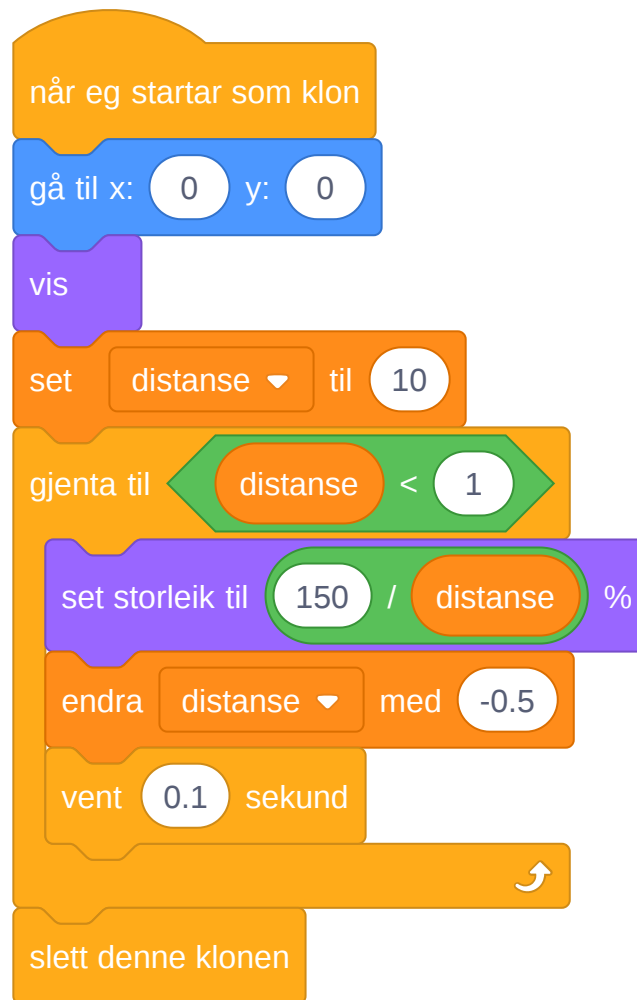 når eg startar som klon
gå til x: 0 y: 0
vis
set distanse til 10
gjenta til distanse < 1
set storleik til 150 / distanse %
endra distanse med -0.5
vent 0.1 sekund
slett denne klonen